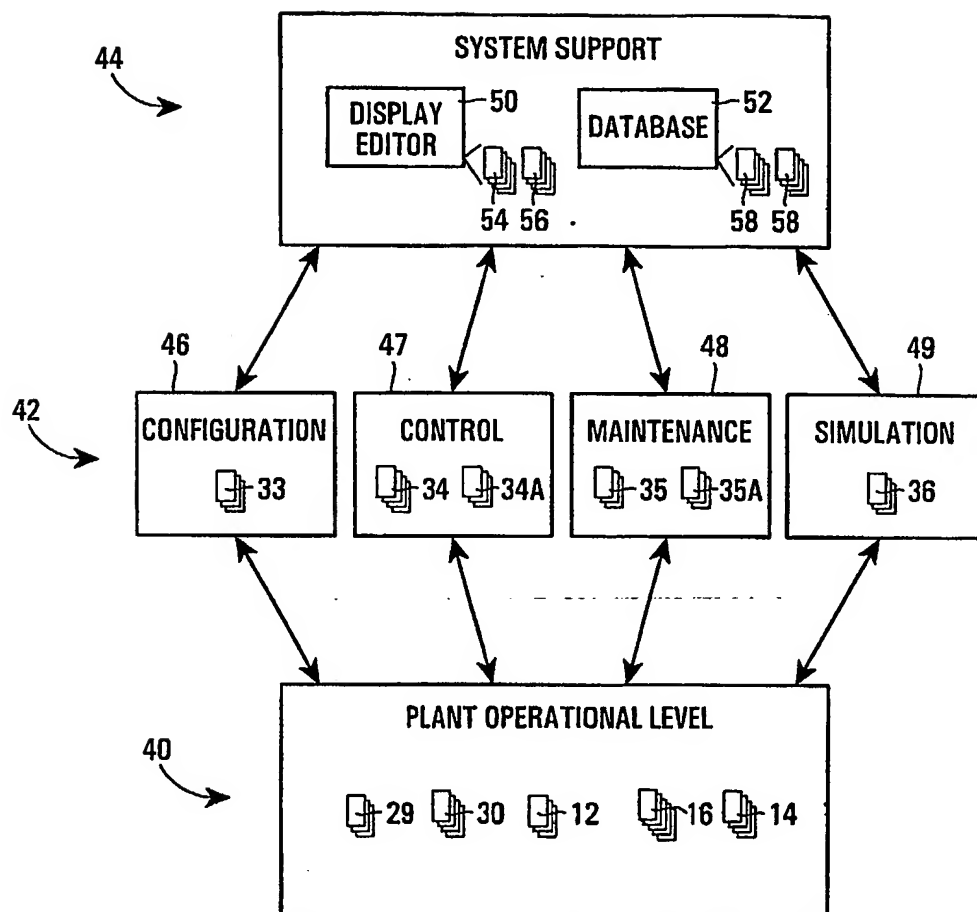 44
SYSTEM SUPPORT
DISPLAY
EDITOR
50
DATABASE
52
54 56
58 58
42
46
47
48
49
CONFIGURATION
33
CONTROL
34 34A
MAINTENANCE
35 35A
SIMULATION
36
40
PLANT OPERATIONAL LEVEL
29 30 12 16 14